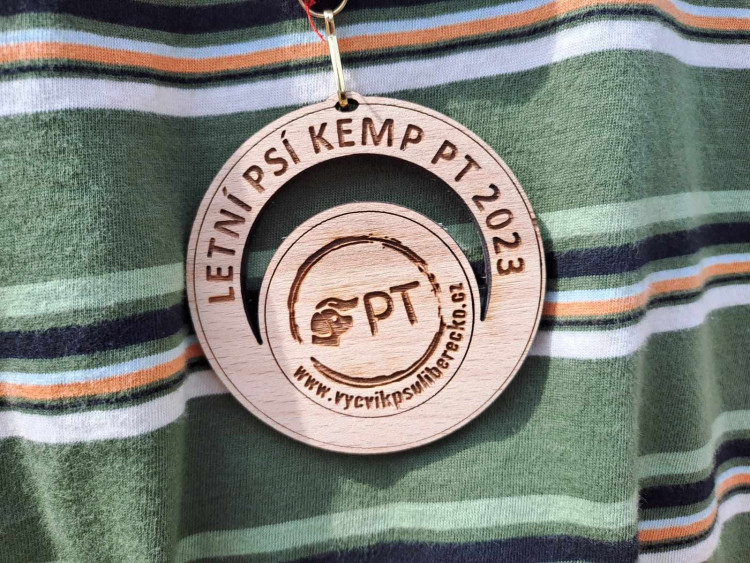 LETNÍ PSÍ KEMP PT 2023
PT
www.vycvikpsuliberecko.cz